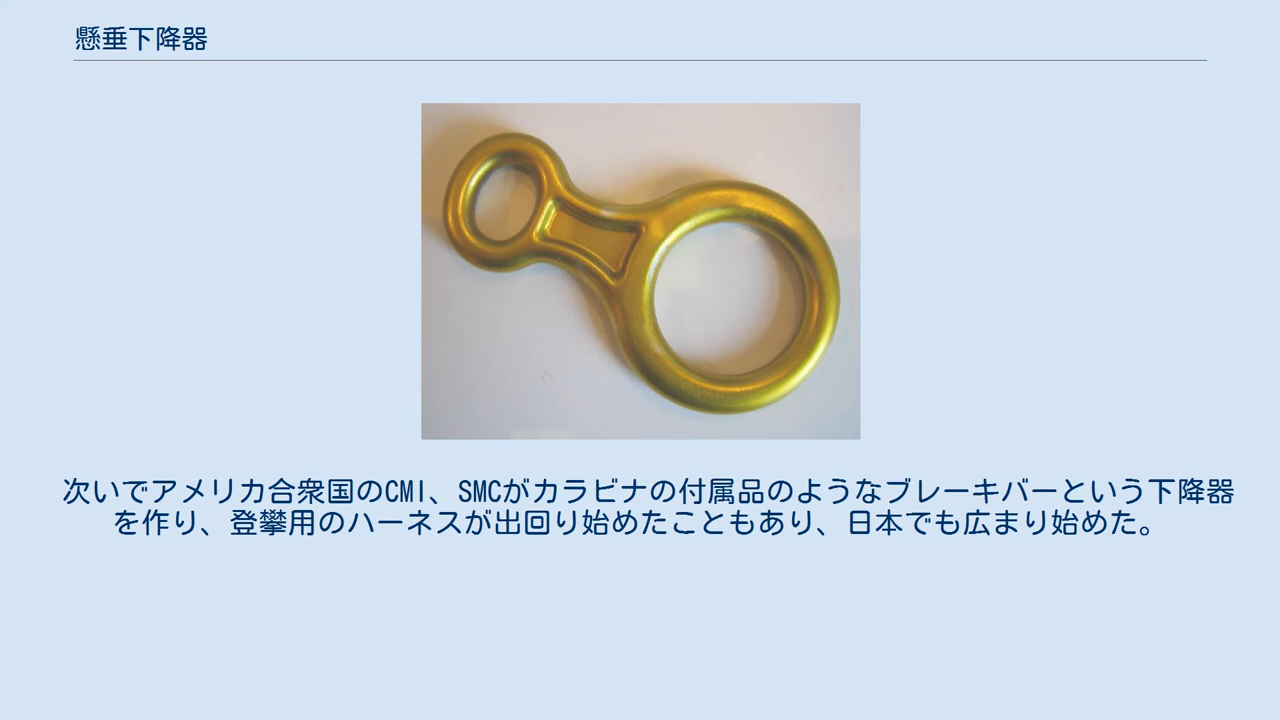 懸垂下降器
次いでアメリカ合衆国のCMI、SMCがカラビナの付属品のようなブレーキバーという下降器
を作り、登攀用のハーネスが出回り始めたこともあり、日本でも広まり始めた。